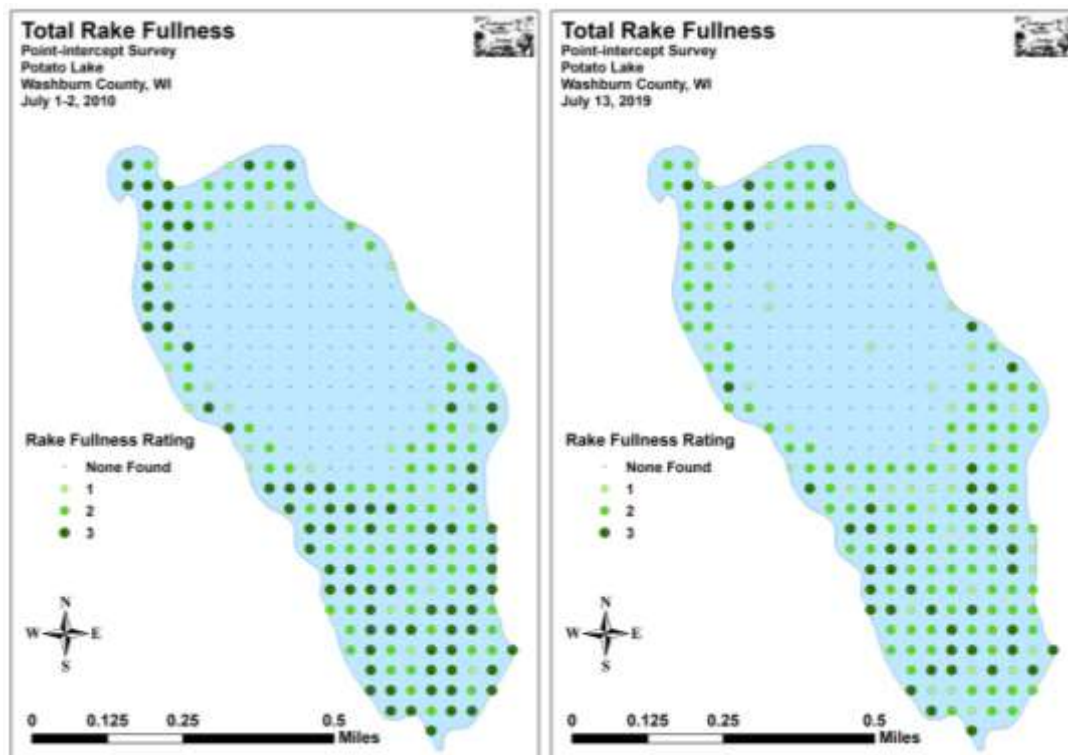 Total Rake Fullness
Point-intercept Survey
Potato Lake
Washburn County, WI
July 1-2, 2010
Rake Fullness Rating
None Found
1
2
3
N
W E
S
0 0.125 0.25 0.5
Miles
Total Rake Fullness
Point-intercept Survey
Potato Lake
Washburn County, WI
July 13, 2019
Rake Fullness Rating
None Found
1
2
3
N
W E
S
0 0.125 0.25 0.5
Miles